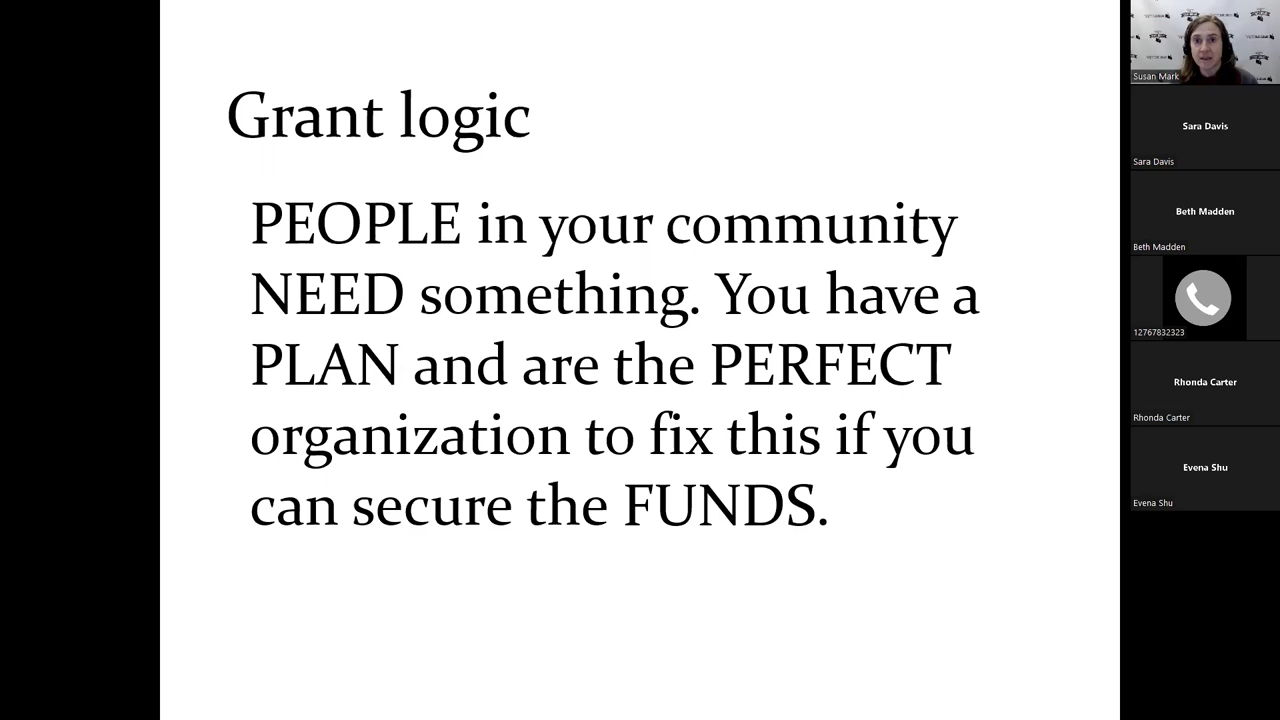 Grant logic
PEOPLE in your community
NEED something. You have a
PLAN and are the PERFECT
organization to fix this if you
can secure the FUNDS.
Susan Mark
Sara Davis
Sara Davis
Beth Madden
Beth Madden
12767832323
Rhonda Carter
Rhonda Carter
Evena Shu
Evena Shu